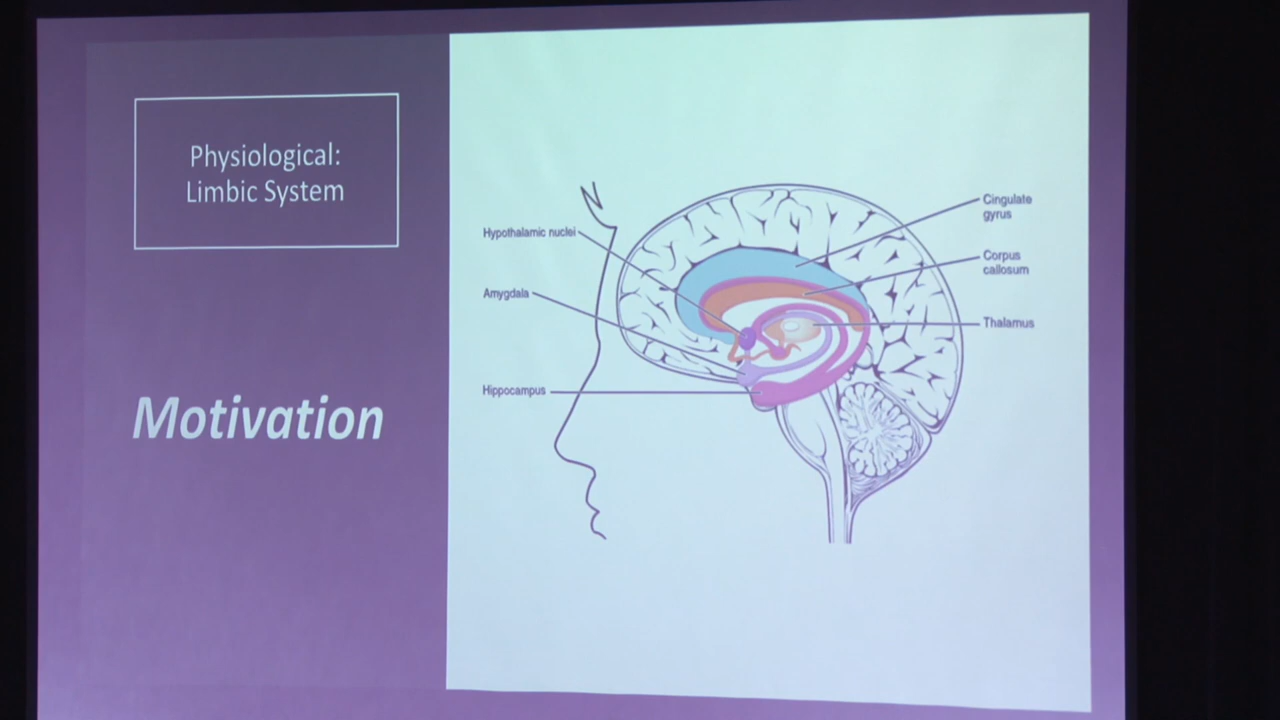 Physiological:
Limbic System
Motivation
Hypothalamic nuclei
Amygdala
Hippocampus
Cingulate
gyrus
Corpus
callosum
Thalamus